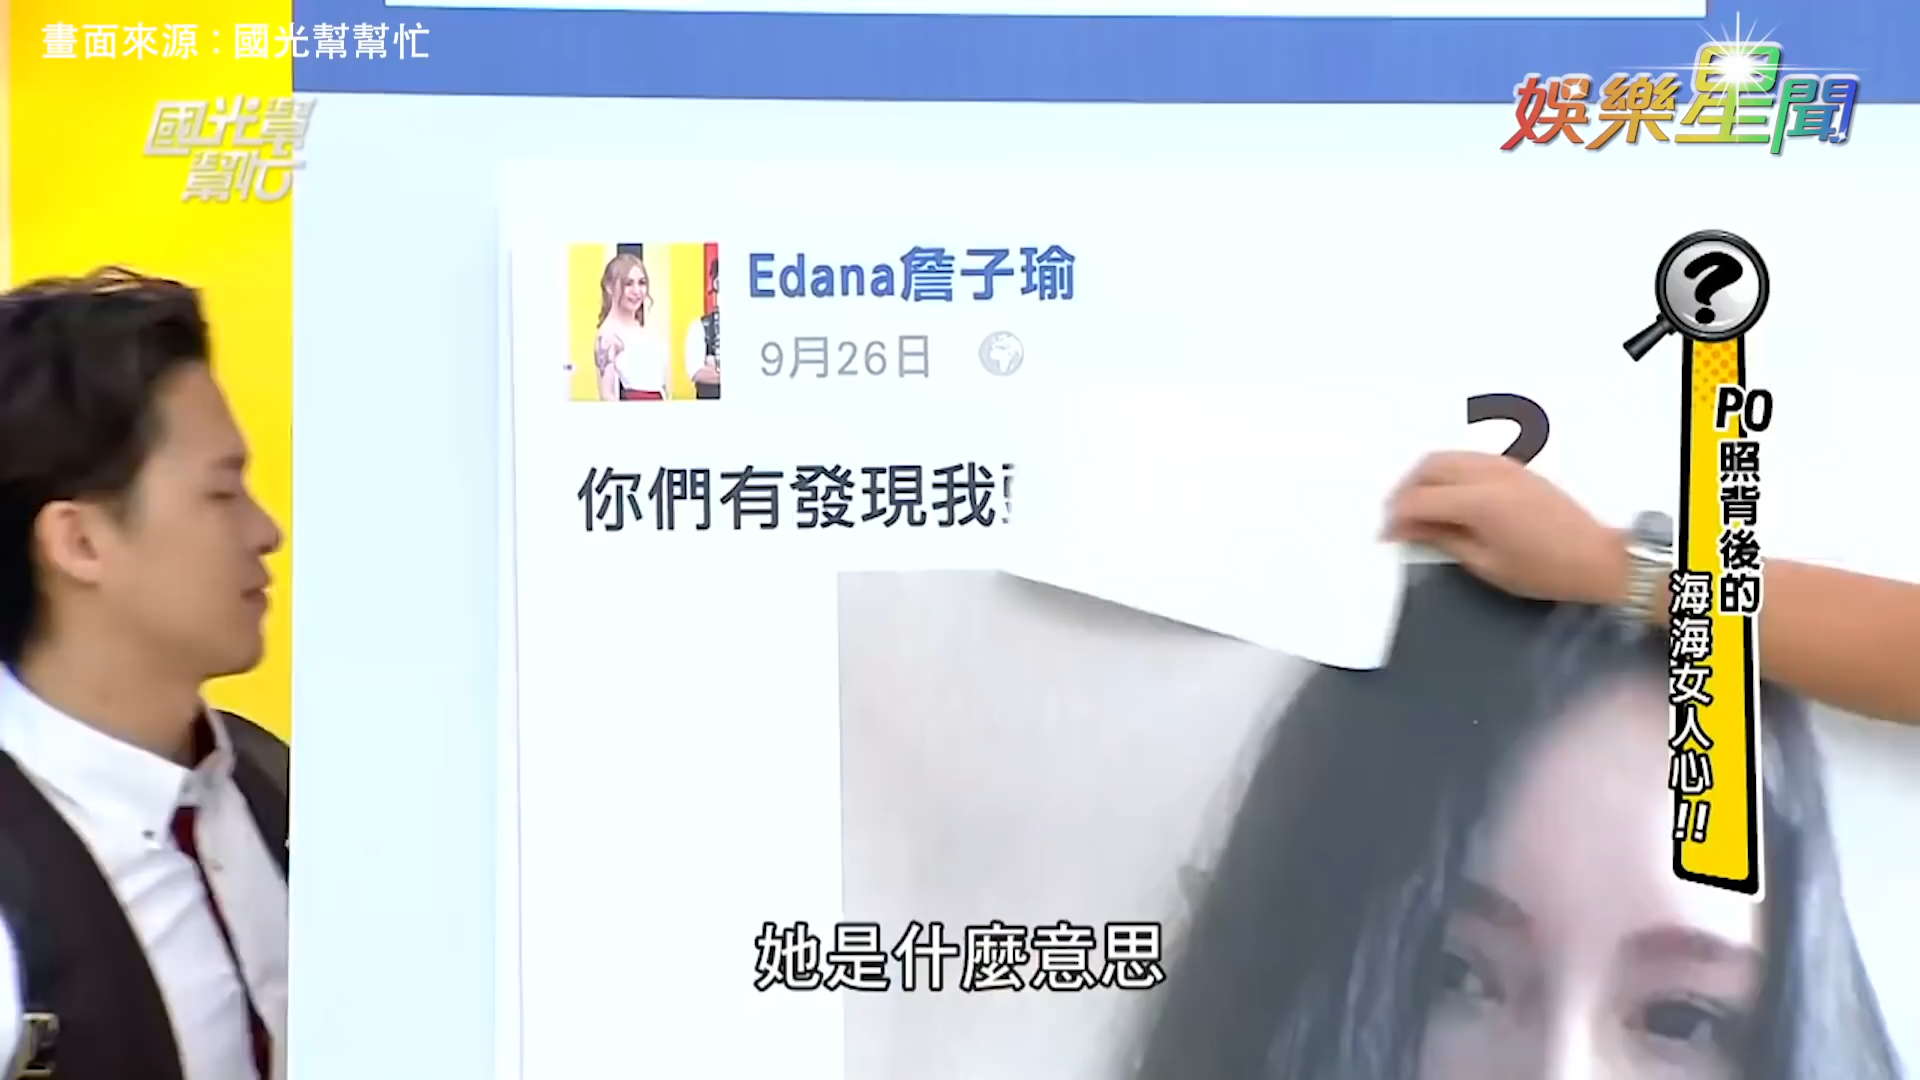 畫面來源：國光幫幫忙
國光幫
幫忙
娛樂星聞
Edana詹子瑜
9月26日
你們有發現我
?
PO照背後的
海海女人心!!
她是什麼意思